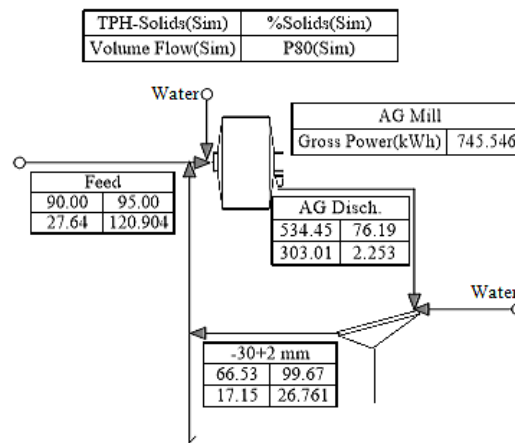 TPH-Solids(Sim) %Solids(Sim)
Volume Flow(Sim) P80(Sim)
Water
AG Mill
Gross Power(kWh) 745.546
Feed
90.00 95.00
27.64 120.904
AG Disch.
534.45 76.19
303.01 2.253
Water
-30+2 mm
66.53 99.67
17.15 26.761